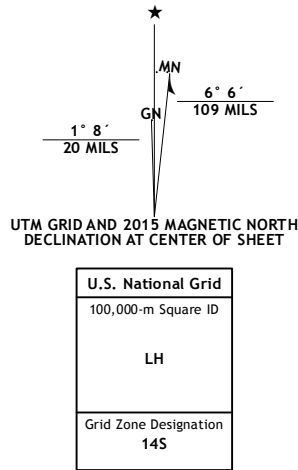 MN
GN
6° 6´
109 MILS
1° 8´
20 MILS
UTM GRID AND 2015 MAGNETIC NORTH
DECLINATION AT CENTER OF SHEET
U.S. National Grid
100,000-m Square ID
LH
Grid Zone Designation
14S